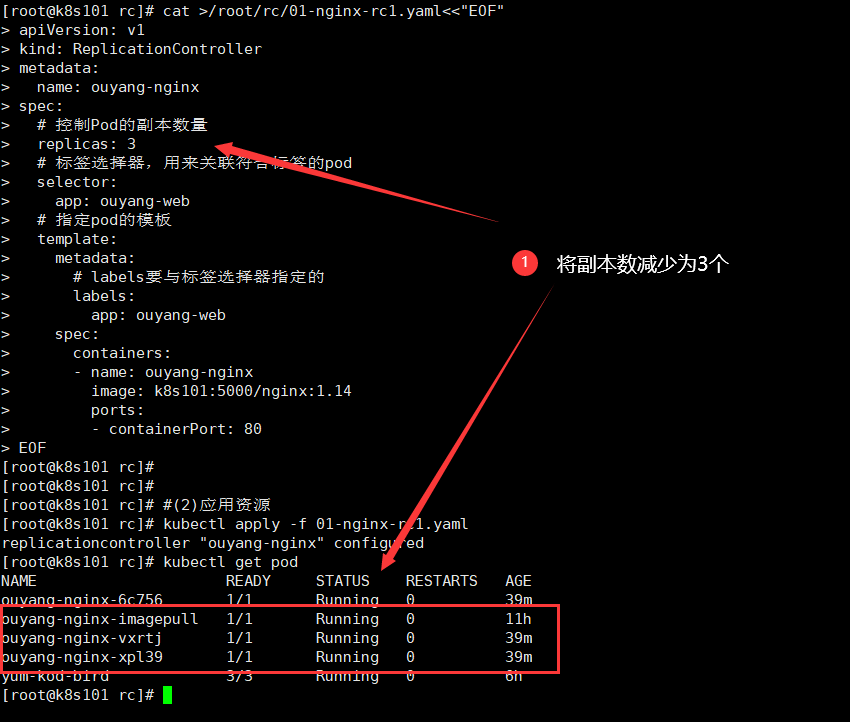 [root@k8s101 rc]# cat >/root/rc/01-nginx-rc1.yaml<<"EOF"
> apiVersion: v1
> kind: ReplicationController
> metadata:
>   name: ouyang-nginx
> spec:
>   # 控制Pod的副本数量
>   replicas: 3
>   # 标签选择器，用来关联符合标签的pod
>   selector:
>     app: ouyang-web
>   # 指定pod的模板
>   template:
>     metadata:
>       # labels要与标签选择器指定的
>       labels:
>         app: ouyang-web
>     spec:
>       containers:
>       - name: ouyang-nginx
>         image: k8s101:5000/nginx:1.14
>         ports:
>         - containerPort: 80
> EOF
[root@k8s101 rc]#
[root@k8s101 rc]#
[root@k8s101 rc]# #(2)应用资源
[root@k8s101 rc]# kubectl apply -f 01-nginx-rc1.yaml
replicationcontroller "ouyang-nginx" configured
[root@k8s101 rc]# kubectl get pod
NAME                     READY     STATUS    RESTARTS   AGE
ouyang-nginx-6c756       1/1       Running   0          39m
ouyang-nginx-imagepull   1/1       Running   0          11h
ouyang-nginx-vxrtj       1/1       Running   0          39m
ouyang-nginx-xpl39       1/1       Running   0          39m
yum-kod-bird             3/3       Running   0          6h
[root@k8s101 rc]#
1 将副本数减少为3个